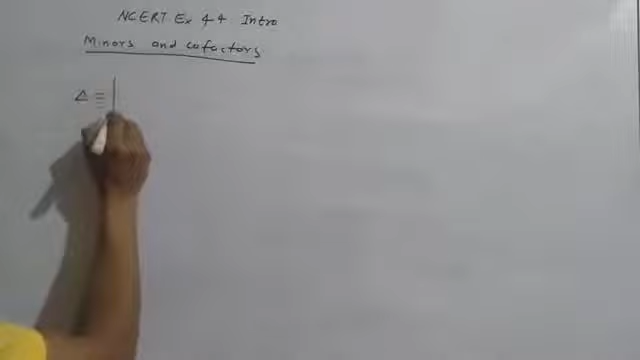 NCERT Ex 4.4 Intro
Minors and cofactors
Δ = |